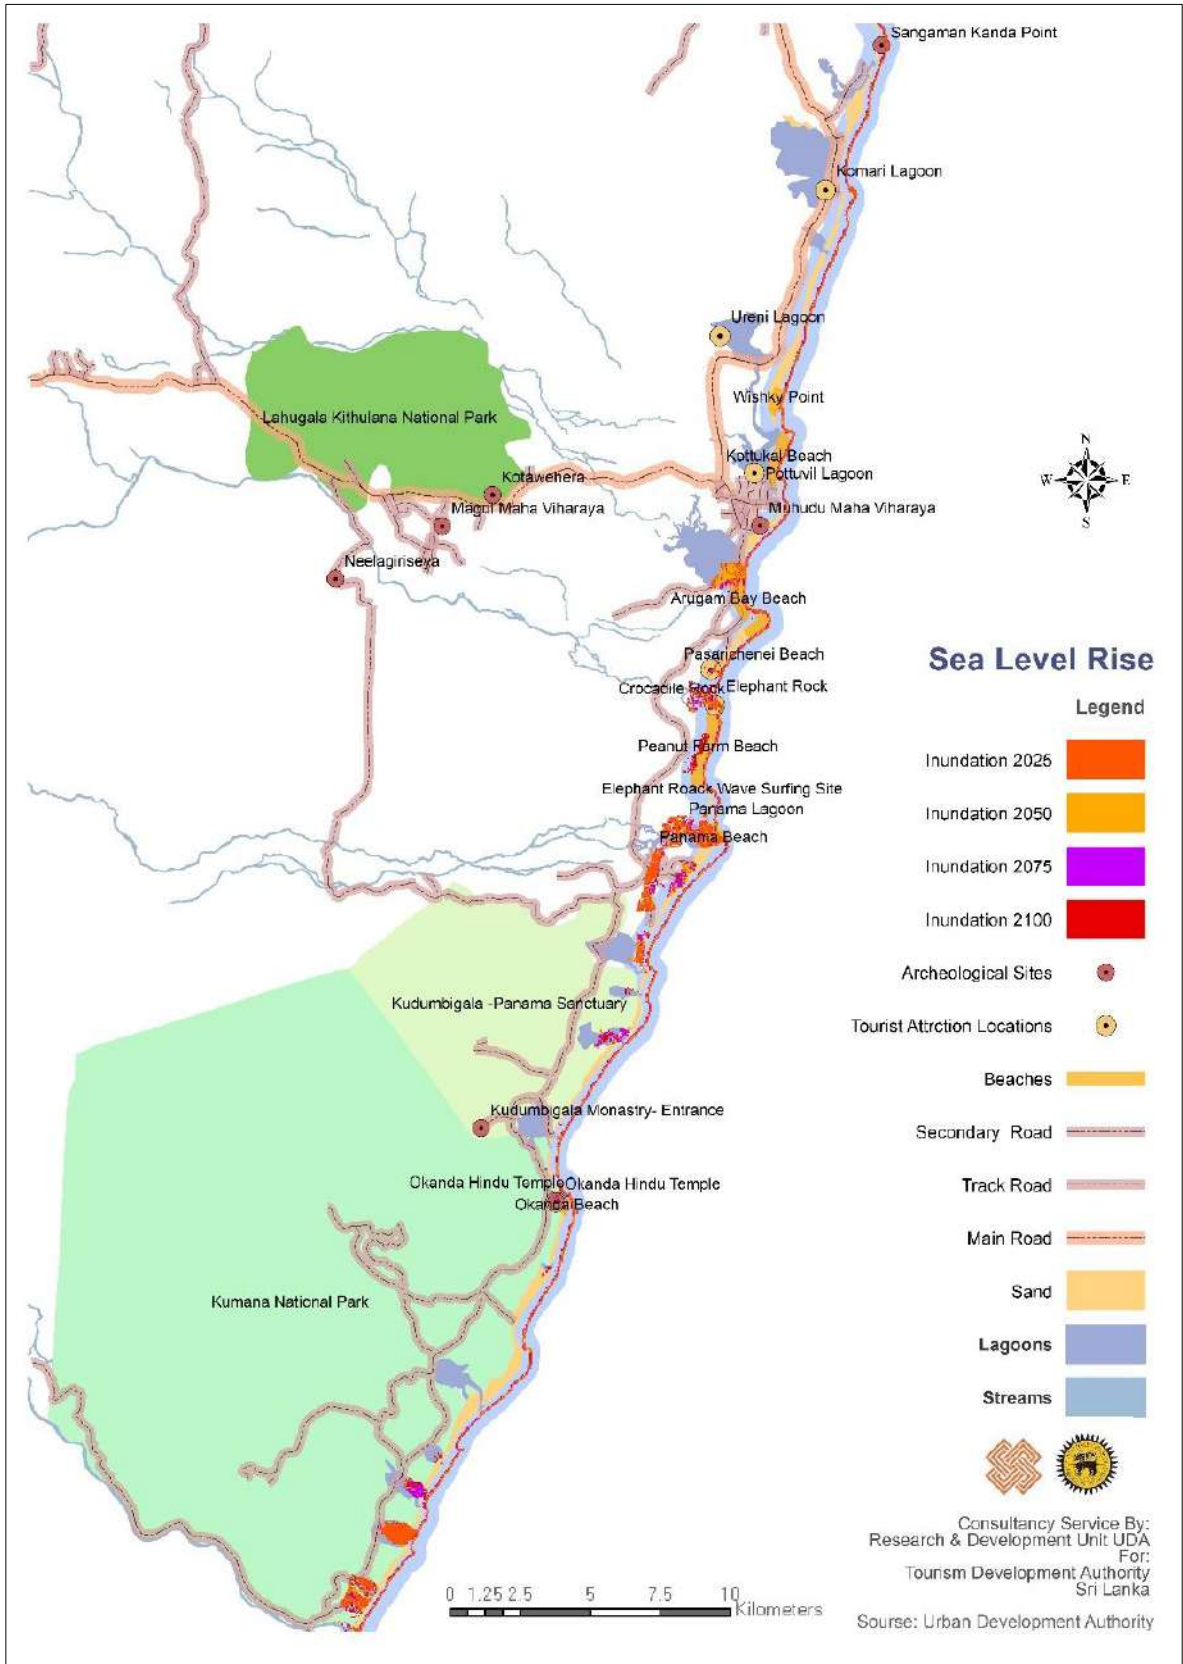 Sangaman Kanda Point
Komari Lagoon
Ureni Lagoon
Wishky Point
Lahugala Kithulana National Park
Kottukal Beach
Pottuvil Lagoon
Kotawehera
Magul Maha Viharaya
Muhudu Maha Viharaya
Neelagiriseya
Arugam Bay Beach
Pasarichenei Beach
Crocadile Rock
Elephant Rock
Peanut Farm Beach
Elephant Roack Wave Surfing Site
Panama Lagoon
Panama Beach
Kudumbigala -Panama Sanctuary
Kudumbigala Monastry- Entrance
Okanda Hindu Temple
Okanda Hindu Temple
Okanda Beach
Kumana National Park
N
W
E
S
Sea Level Rise
Legend
Inundation 2025
Inundation 2050
Inundation 2075
Inundation 2100
Archeological Sites
Tourist Attrction Locations
Beaches
Secondary Road
Track Road
Main Road
Sand
Lagoons
Streams
Consultancy Service By:
Research & Development Unit UDA
For:
Tourism Development Authority
Sri Lanka
Sourse: Urban Development Authority
0 1.25 2.5 5 7.5 10
Kilometers